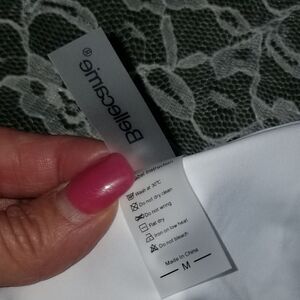 Bellecarrie®
Instruction
Wash at 30℃
Do not dry clean
Do not wring
Flat dry
Iron on low heat
Do not bleach
Made in China
M